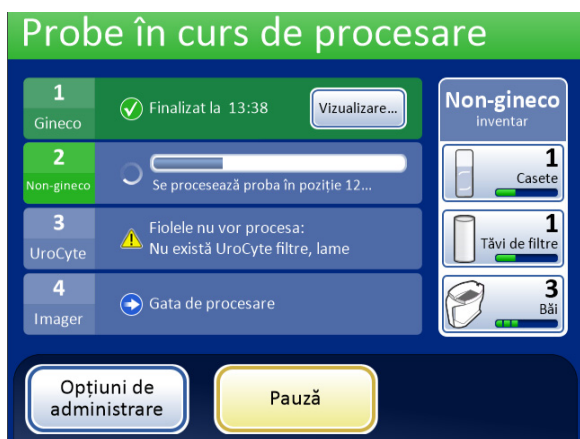 Probe în curs de procesare
1
Gineco
Finalizat la 13:38
Vizualizare...
2
Non-gineco
Se procesează proba în poziție 12...
3
UroCyte
Fiolele nu vor procesa:
Nu există UroCyte filtre, lame
4
Imager
Gata de procesare
Non-gineco
inventar
1
Casete
1
Tăvi de filtre
3
Băi
Opțiuni de
administrare
Pauză